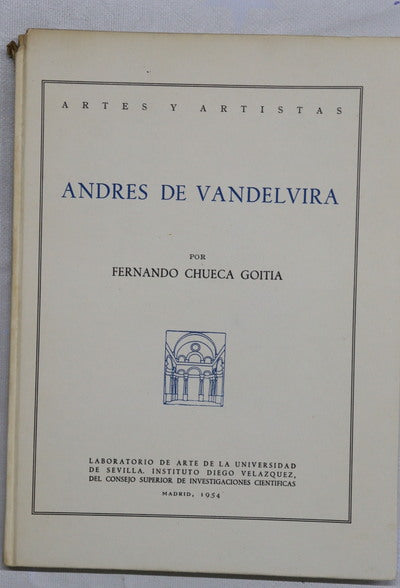 ARTES Y ARTISTAS
ANDRES DE VANDELVIRA
POR
FERNANDO CHUECA GOITIA
LABORATORIO DE ARTE DE LA UNIVERSIDAD
DE SEVILLA. INSTITUTO DIEGO VELAZQUEZ,
DEL CONSEJO SUPERIOR DE INVESTIGACIONES CIENTIFICAS
MADRID, 1954